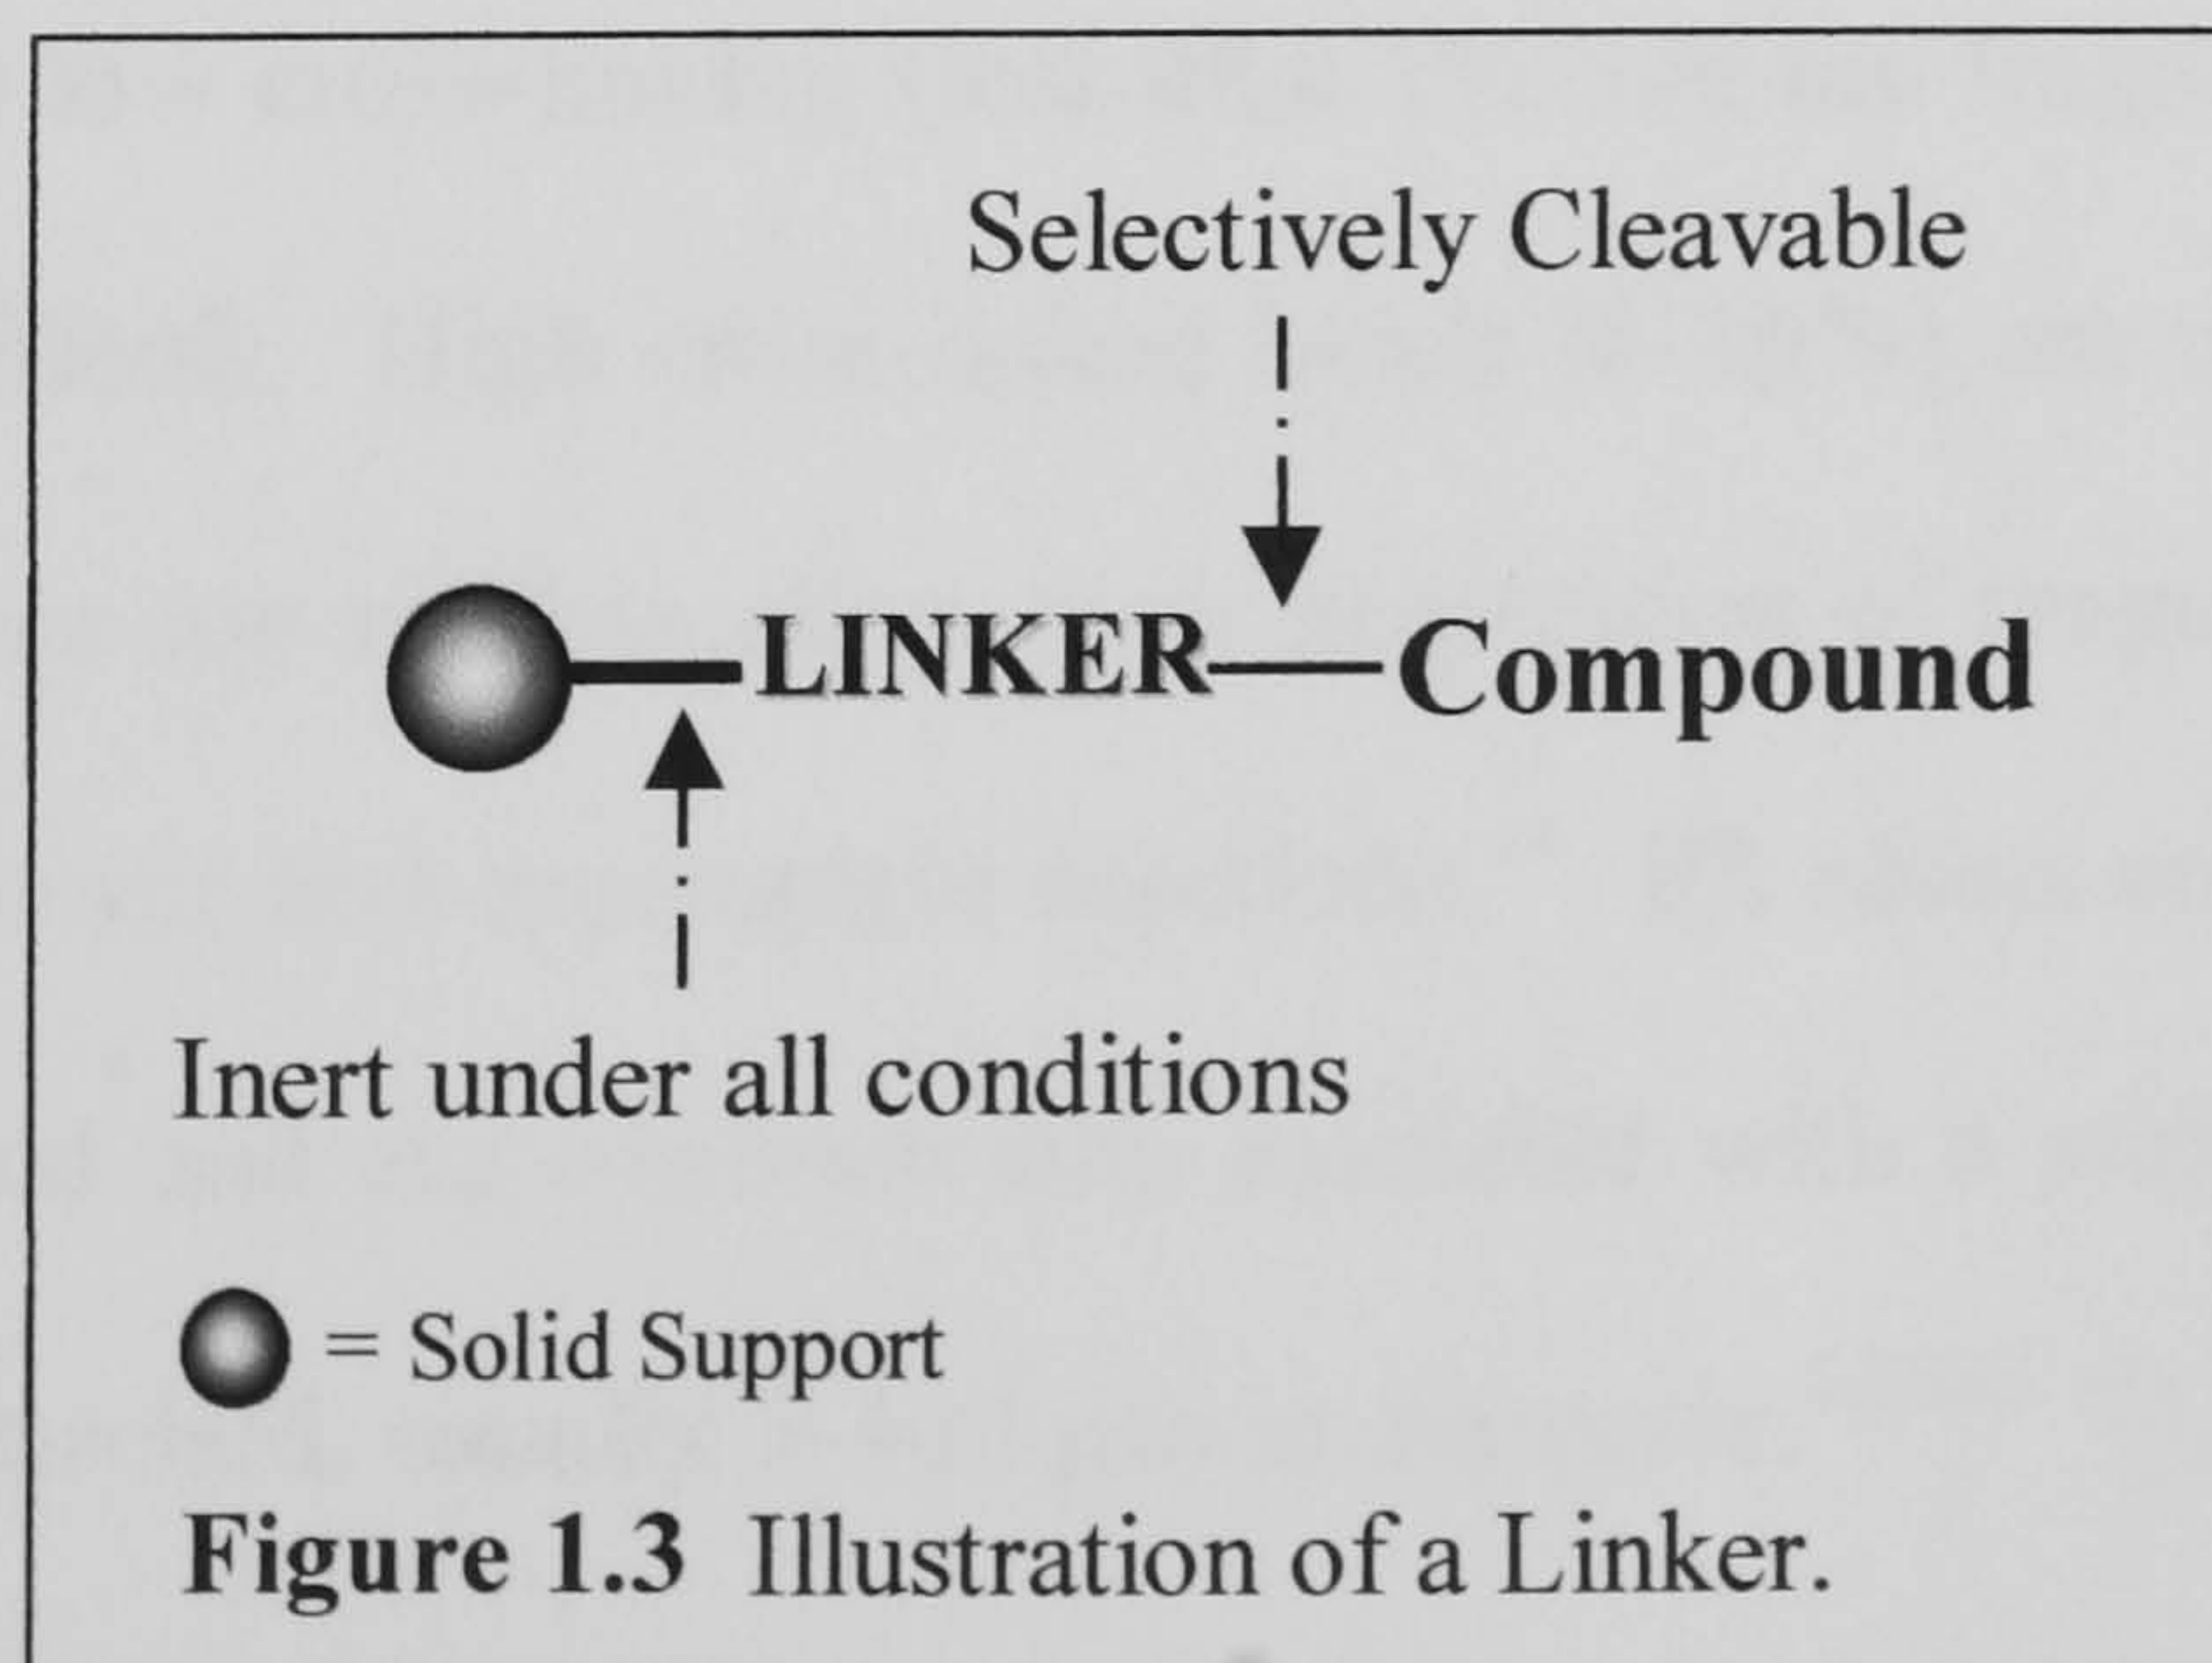 Selectively Cleavable
LINKER Compound
Inert under all conditions
= Solid Support
Figure 1.3 Illustration of a Linker.